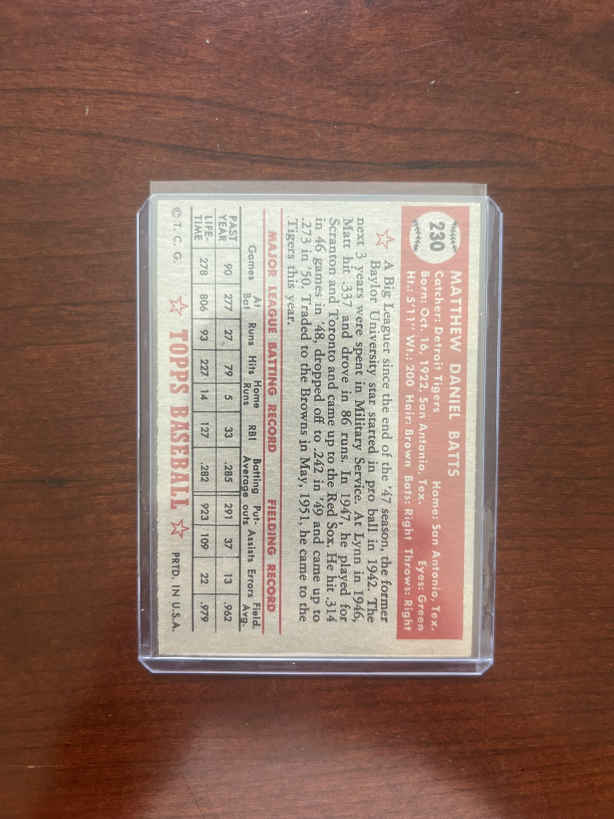 230
MATTHEW DANIEL BATTS
Catcher: Detroit Tigers Home: San Antonio, Tex.
Born: Oct. 16, 1922, San Antonio, Tex. Eyes: Green
Ht.: 5'11" Wt.: 200 Hair: Brown Bats: Right Throws: Right
A Big Leaguer since the end of the '47 season, the former
Baylor University star started in pro ball in 1942. The
next 3 years were spent in Military Service. At Lynn in 1946,
Matt hit .337 and drove in 86 runs. In 1947, he played for
Scranton and Toronto and came up to the Red Sox. He hit .314
in 46 games in '48, dropped off to .242 in '49 and came up to
.273 in '50. Traded to the Browns in May, 1951, he came to the
Tigers this year.
MAJOR LEAGUE BATTING RECORD FIELDING RECORD
Games At Bat Runs Hits Home Runs RBI Batting Average Put-outs Assists Errors Field. Avg.
PAST YEAR 90 277 27 79 5 33 .285 291 37 13 .962
LIFE TIME 278 806 93 227 14 127 .282 923 109 22 .979
© T. C. G. TOPPS BASEBALL PRTD. IN U.S.A.